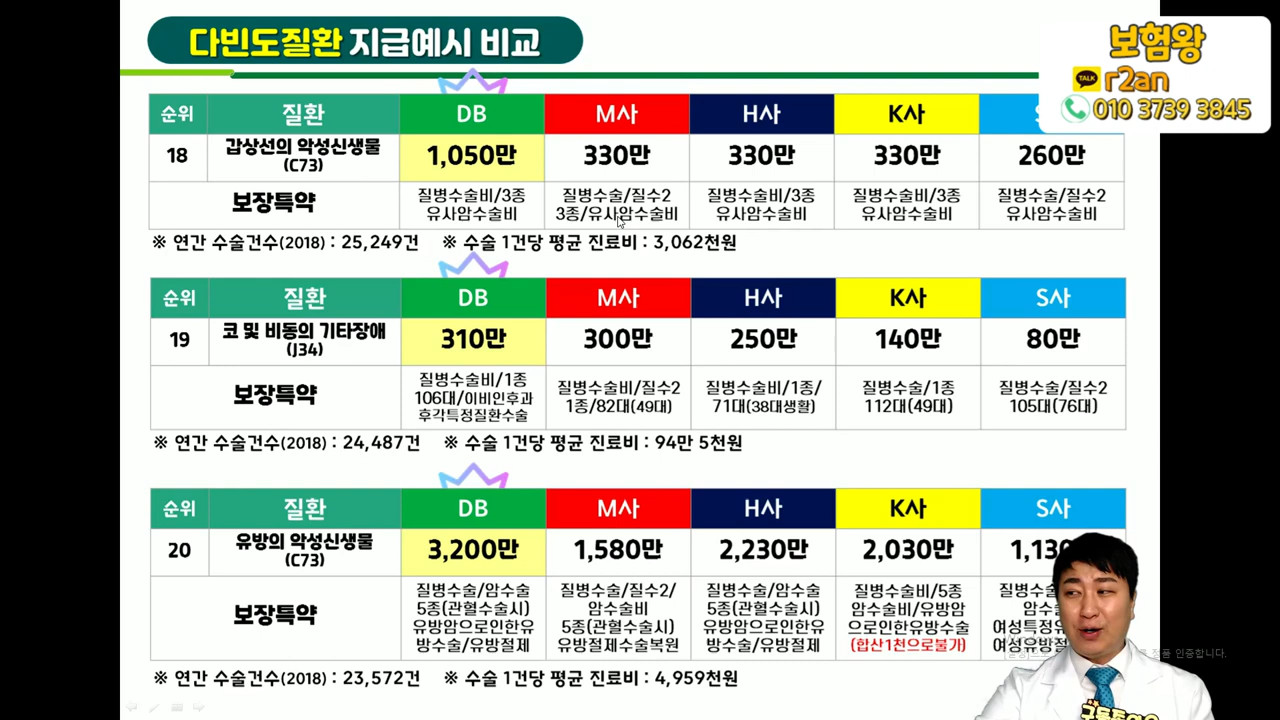 다빈도질환 지급예시 비교
보험왕
TALK r2an
010 3739 3845
순위 질환 DB M사 H사 K사
18 갑상선의 악성신생물 (C73) 1,050만 330만 330만 330만 260만
보장특약
질병수술비/3종
유사암수술비
질병수술/질수2
3종/유사암수술비
질병수술비/3종
유사암수술비
질병수술비/3종
유사암수술비
질병수술/질수2
유사암수술비
※ 연간 수술건수(2018) : 25,249건 ※ 수술 1건당 평균 진료비 : 3,062천원
순위 질환 DB M사 H사 K사 S사
19 코 및 비동의 기타장애 (J34) 310만 300만 250만 140만 80만
보장특약
질병수술비/1종
106대/이비인후과
후각특정질환수술
질병수술비/질수2
1종/82대(49대)
질병수술비/1종/
71대(38대생활)
질병수술/1종
112대(49대)
질병수술/질수2
105대(76대)
※ 연간 수술건수(2018) : 24,487건 ※ 수술 1건당 평균 진료비 : 94만 5천원
순위 질환 DB M사 H사 K사 S사
20 유방의 악성신생물 (C73) 3,200만 1,580만 2,230만 2,030만
보장특약
질병수술/암수술
5종(관혈수술시)
유방암으로인한유
방수술/유방절제
질병수술/질수2/
암수술비
5종(관혈수술시)
유방절제수술복원
질병수술/암수술
5종(관혈수술시)
유방암으로인한유
방수술/유방절제
질병수술비/5종
암수술비/유방암
으로인한유방수술
(합산1천으로불가)
※ 연간 수술건수(2018) : 23,572건 ※ 수술 1건당 평균 진료비 : 4,959천원
정품 인증합니다.